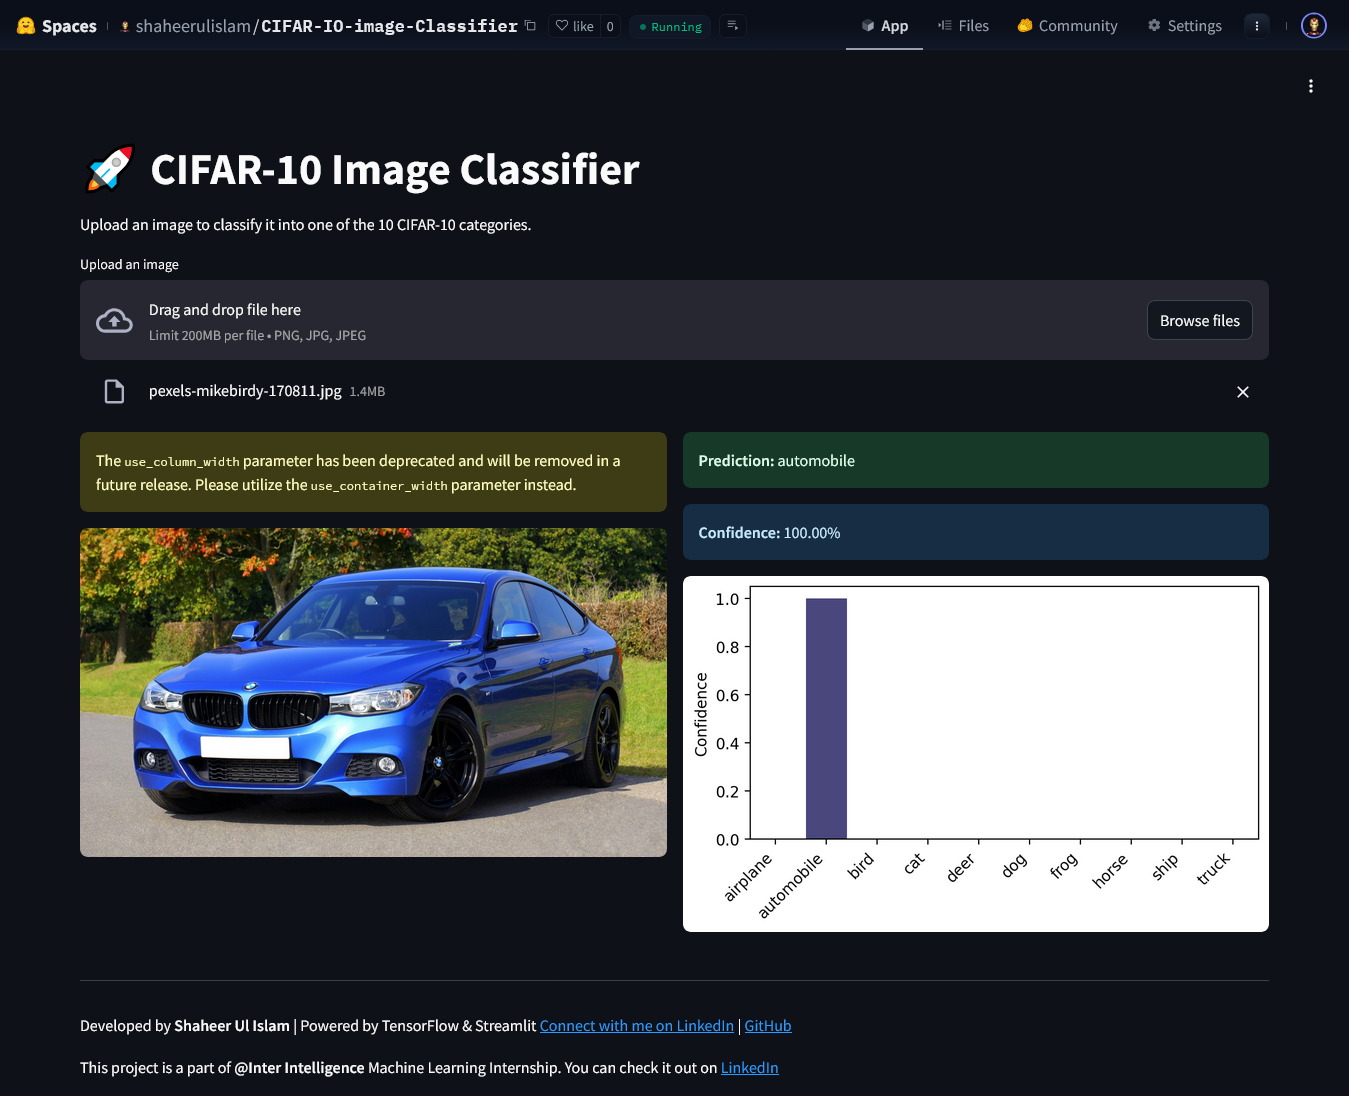 Spaces
shaheerulislam/CIFAR-IO-image-Classifier
like 0
Running
App
Files
Community
Settings
🚀 CIFAR-10 Image Classifier
Upload an image to classify it into one of the 10 CIFAR-10 categories.
Upload an image
Drag and drop file here
Limit 200MB per file • PNG, JPG, JPEG
Browse files
pexels-mikebirdy-170811.jpg 1.4MB
The use_column_width parameter has been deprecated and will be removed in a
future release. Please utilize the use_container_width parameter instead.
Prediction: automobile
Confidence: 100.00%
Confidence
1.0
0.8
0.6
0.4
0.2
0.0
airplane
automobile
bird
cat
deer
dog
frog
horse
ship
truck
Developed by Shaheer Ul Islam | Powered by TensorFlow & Streamlit Connect with me on LinkedIn | GitHub
This project is a part of @Inter Intelligence Machine Learning Internship. You can check it out on LinkedIn